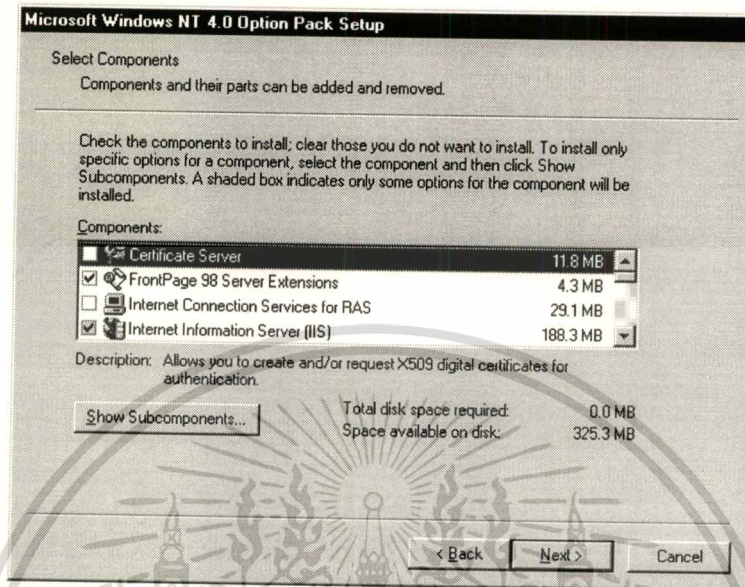 Microsoft Windows NT 4.0 Option Pack Setup
Select Components
Components and their parts can be added and removed.
Check the components to install; clear those you do not want to install. To install only
specific options for a component, select the component and then click Show
Subcomponents. A shaded box indicates only some options for the component will be
installed.
Components:
Certificate Server 11.8 MB
FrontPage 98 Server Extensions 4.3 MB
Internet Connection Services for RAS 29.1 MB
Internet Information Server (IIS) 188.3 MB
Description: Allows you to create and/or request X509 digital certificates for
authentication.
Show Subcomponents...
Total disk space required: 0.0 MB
Space available on disk: 325.3 MB
< Back Next > Cancel